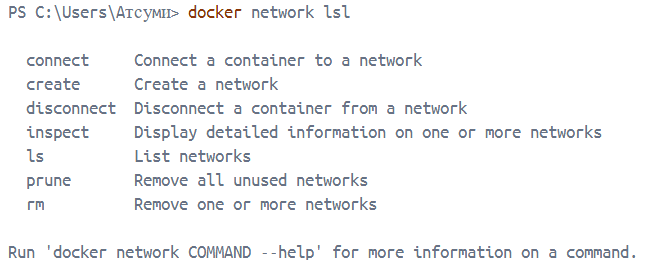 PS C:\Users\Атсумі> docker network lsl
connect Connect a container to a network
create Create a network
disconnect Disconnect a container from a network
inspect Display detailed information on one or more networks
ls List networks
prune Remove all unused networks
rm Remove one or more networks
Run 'docker network COMMAND --help' for more information on a command.